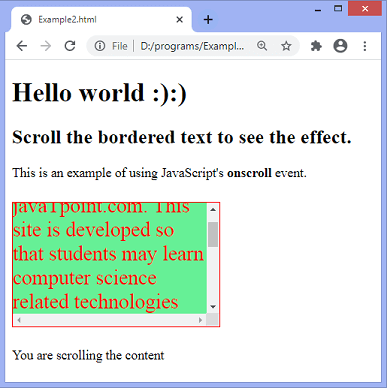 Example2.html
File | D:/programs/Exampl...
Hello world :):)
Scroll the bordered text to see the effect.
This is an example of using JavaScript's onscroll event.
javaTpoint.com. This
site is developed so
that students may learn
computer science
related technologies
You are scrolling the content